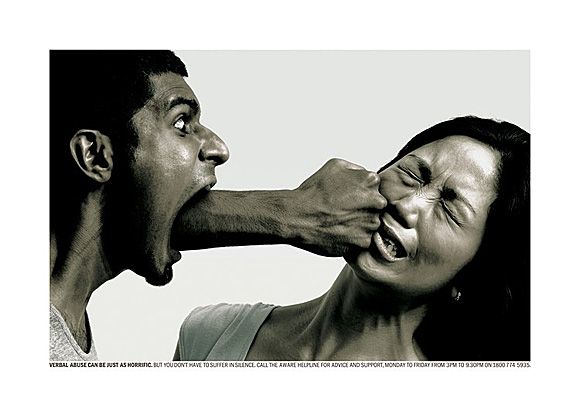 VERBAL ABUSE CAN BE JUST AS HORRIFIC. BUT YOU DON'T HAVE TO SUFFER IN SILENCE. CALL THE AWARE HELPLINE FOR ADVICE AND SUPPORT, MONDAY TO FRIDAY FROM 3PM TO 9.30PM ON 1800 774 5935.